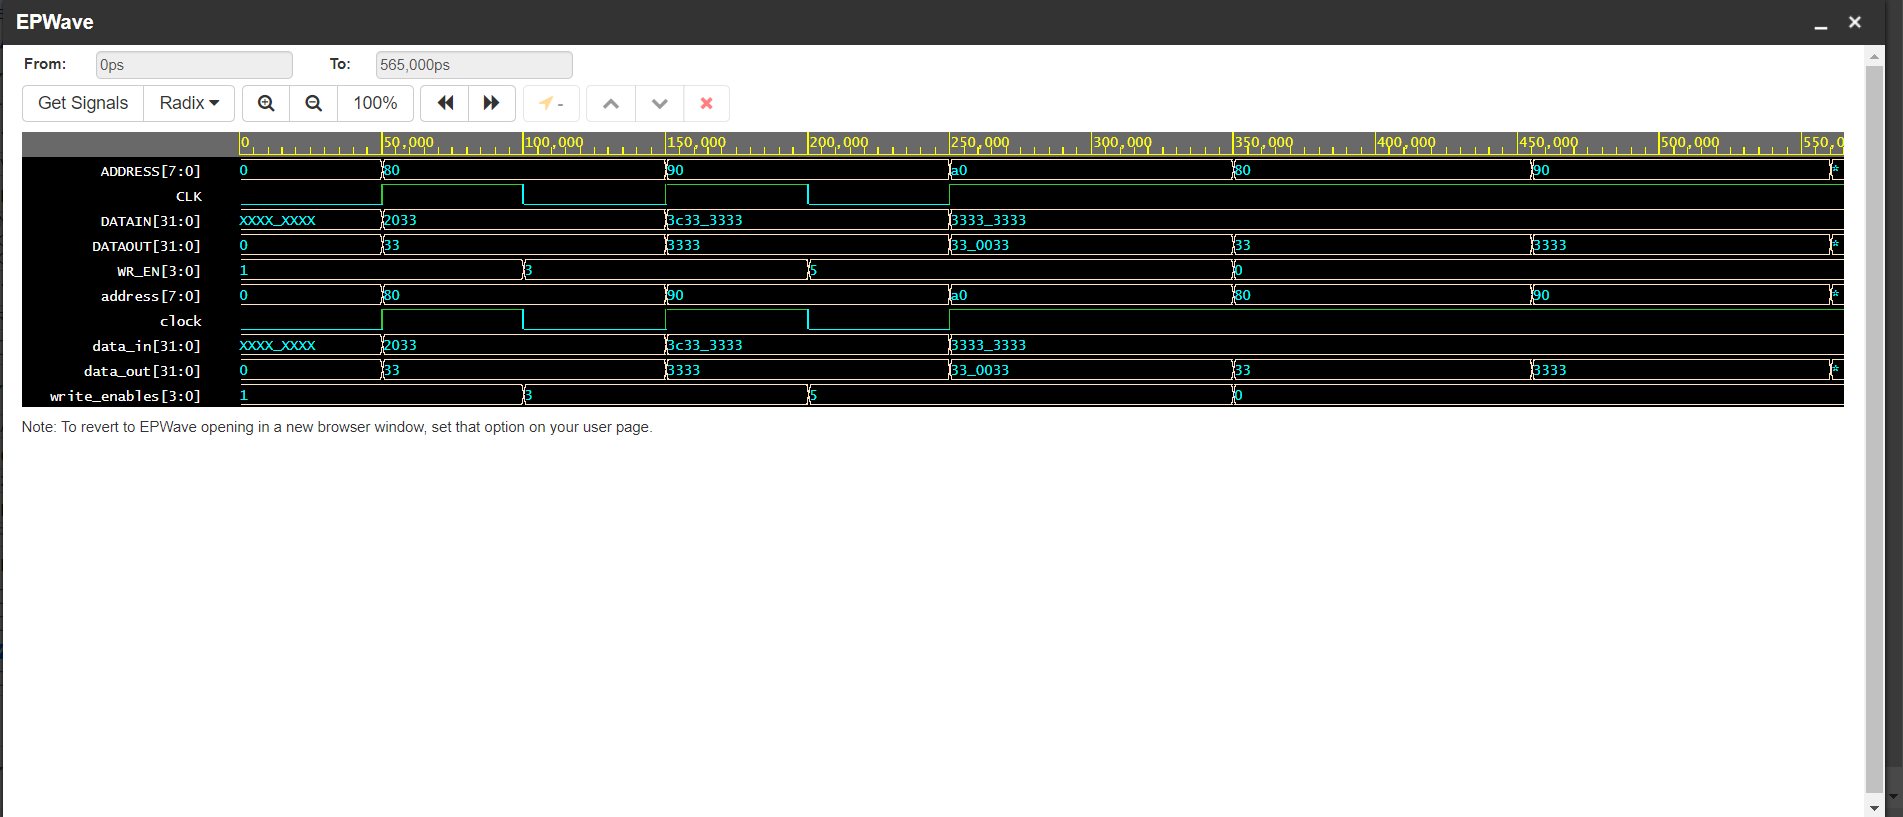 EPWave
From: 0ps To: 565,000ps
Get Signals Radix 100% -
0 50,000 100,000 150,000 200,000 250,000 300,000 350,000 400,000 450,000 500,000 550,0
ADDRESS[7:0] 0 80 90 a0 80 90 *
CLK
DATAIN[31:0] XXXX_XXXX 2033 3c33_3333 3333_3333
DATAOUT[31:0] 0 33 3333 33_0033 33 3333 *
WR_EN[3:0] 1 3 5 0
address[7:0] 0 80 90 a0 80 90 *
clock
data_in[31:0] XXXX_XXXX 2033 3c33_3333 3333_3333
data_out[31:0] 0 33 3333 33_0033 33 3333 *
write_enables[3:0] 1 3 5 0
Note: To revert to EPWave opening in a new browser window, set that option on your user page.